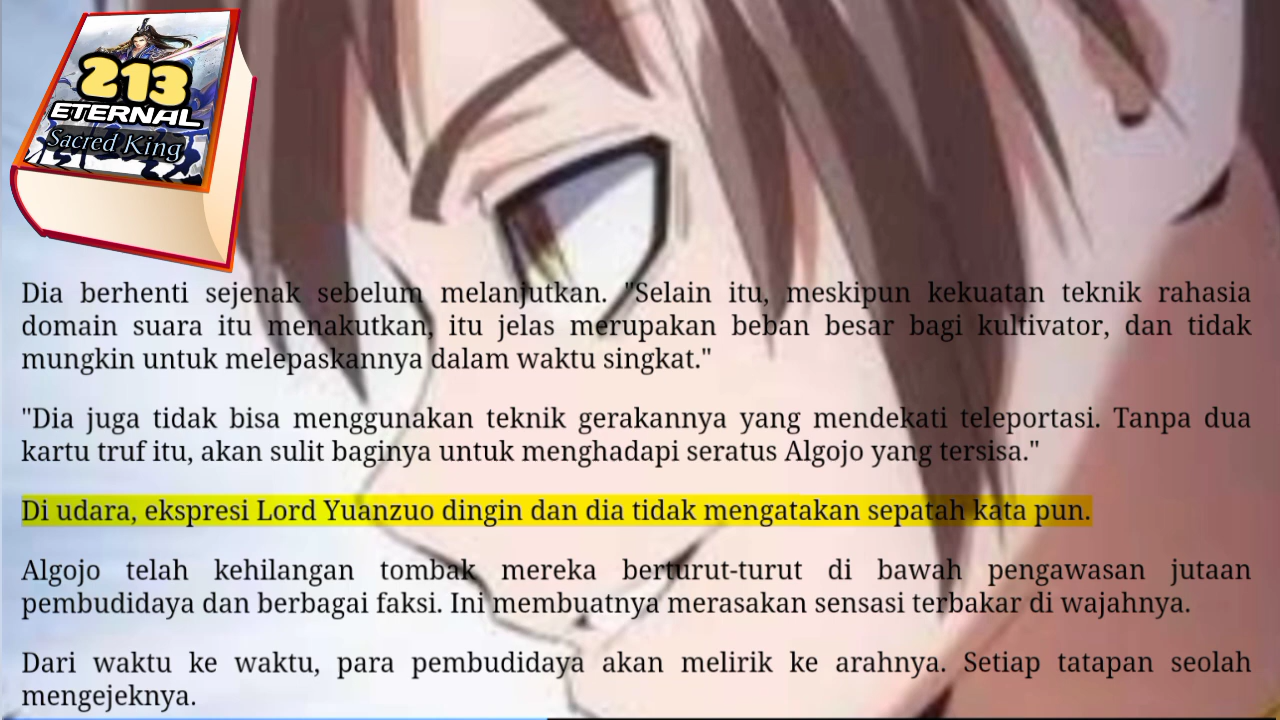 213
ETERNAL
Sacred King
Dia berhenti sejenak sebelum melanjutkan. "Selain itu, meskipun kekuatan teknik rahasia
domain suara itu menakutkan, itu jelas merupakan beban besar bagi kultivator, dan tidak
mungkin untuk melepaskannya dalam waktu singkat."
"Dia juga tidak bisa menggunakan teknik gerakannya yang mendekati teleportasi. Tanpa dua
kartu truf itu, akan sulit baginya untuk menghadapi seratus Algojo yang tersisa."
Di udara, ekspresi Lord Yuanzuo dingin dan dia tidak mengatakan sepatah kata pun.
Algojo telah kehilangan tombak mereka berturut-turut di bawah pengawasan jutaan
pembudidaya dan berbagai faksi. Ini membuatnya merasakan sensasi terbakar di wajahnya.
Dari waktu ke waktu, para pembudidaya akan melirik ke arahnya. Setiap tatapan seolah
mengejeknya.